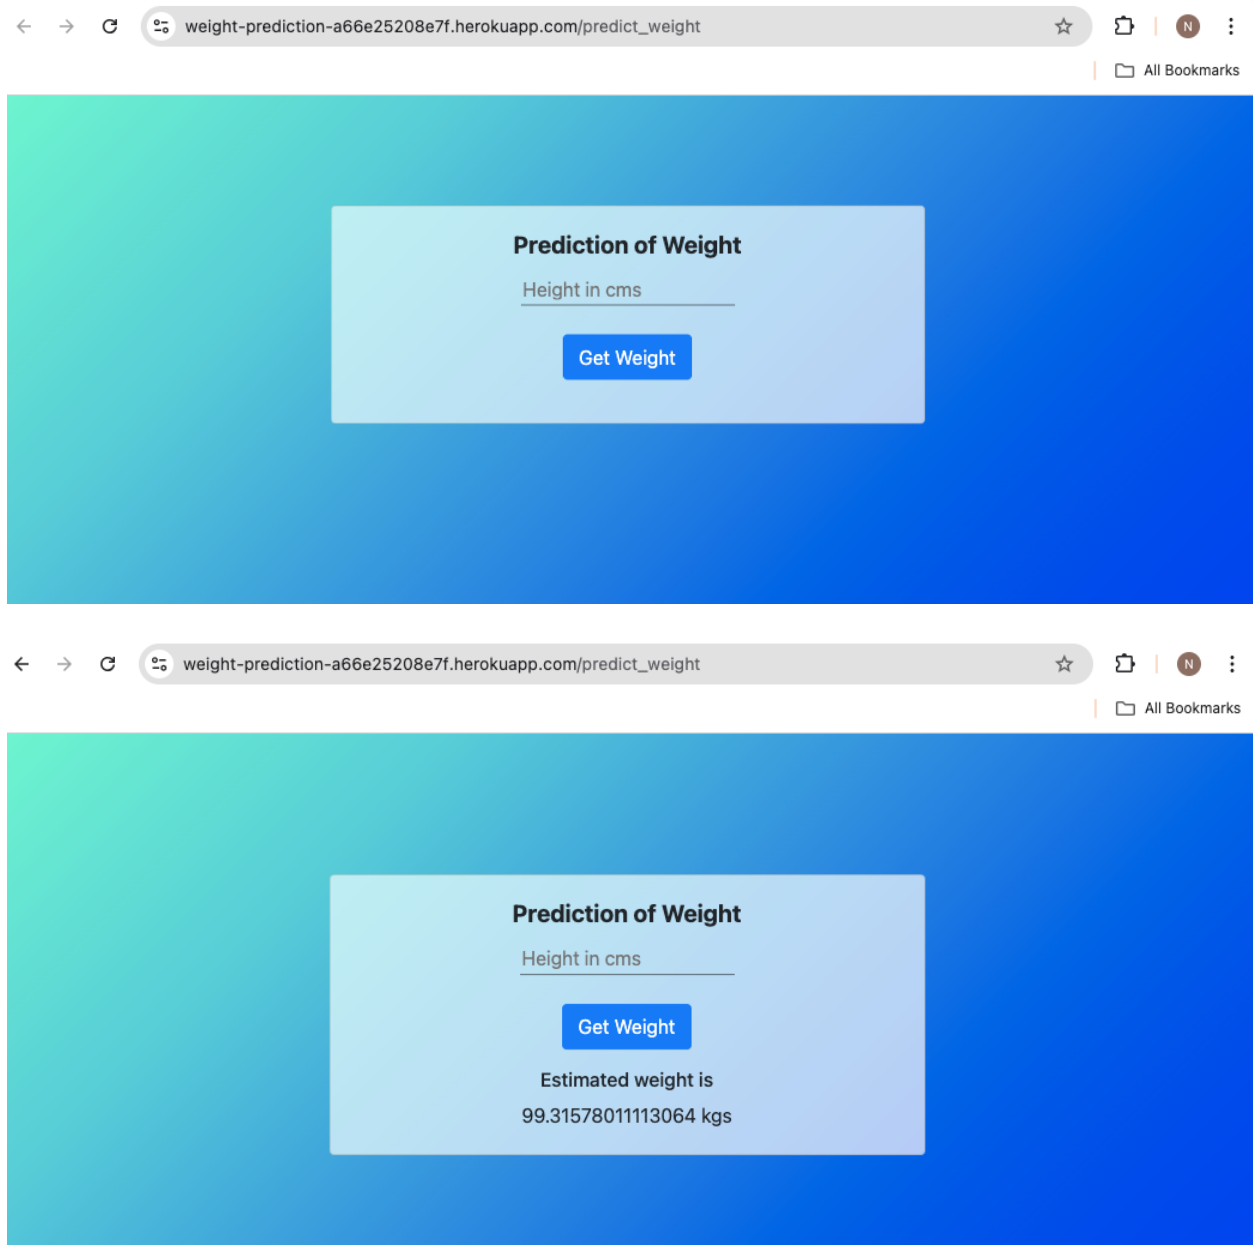 weight-prediction-a66e25208e7f.herokuapp.com/predict_weight
N
All Bookmarks
Prediction of Weight
Height in cms
Get Weight
weight-prediction-a66e25208e7f.herokuapp.com/predict_weight
N
All Bookmarks
Prediction of Weight
Height in cms
Get Weight
Estimated weight is
99.31578011113064 kgs